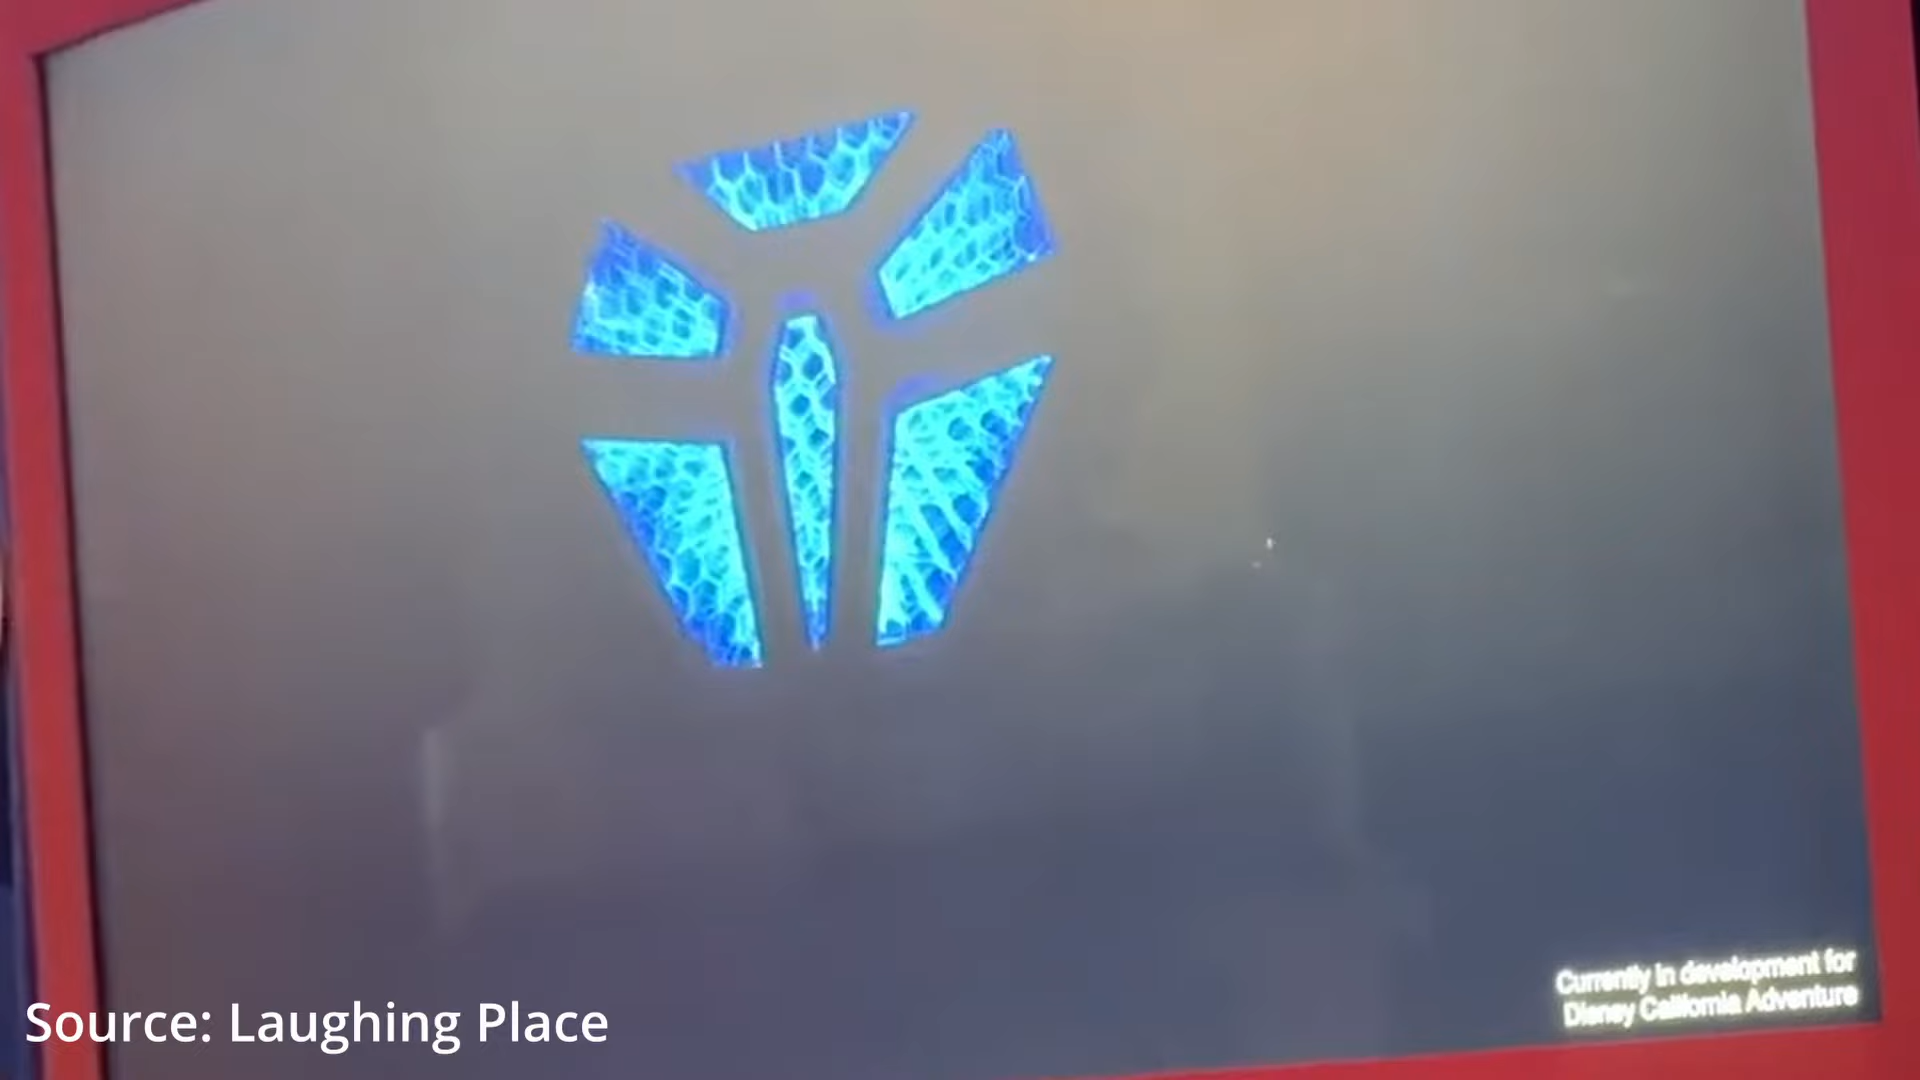 Currently in development for
Disney California Adventure
Source: Laughing Place